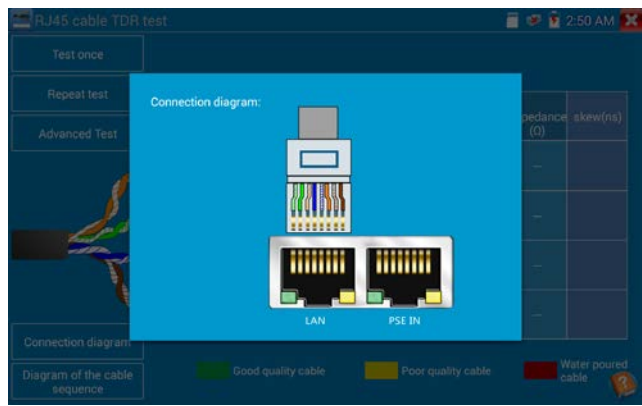 RJ45 cable TDR test
2:50 AM
Test once
Repeat test
Advanced Test
Connection diagram:
pedance
(Ω)
skew(ns)
LAN
PSE IN
Connection diagram
Diagram of the cable
sequence
Good quality cable
Poor quality cable
Water poured
cable